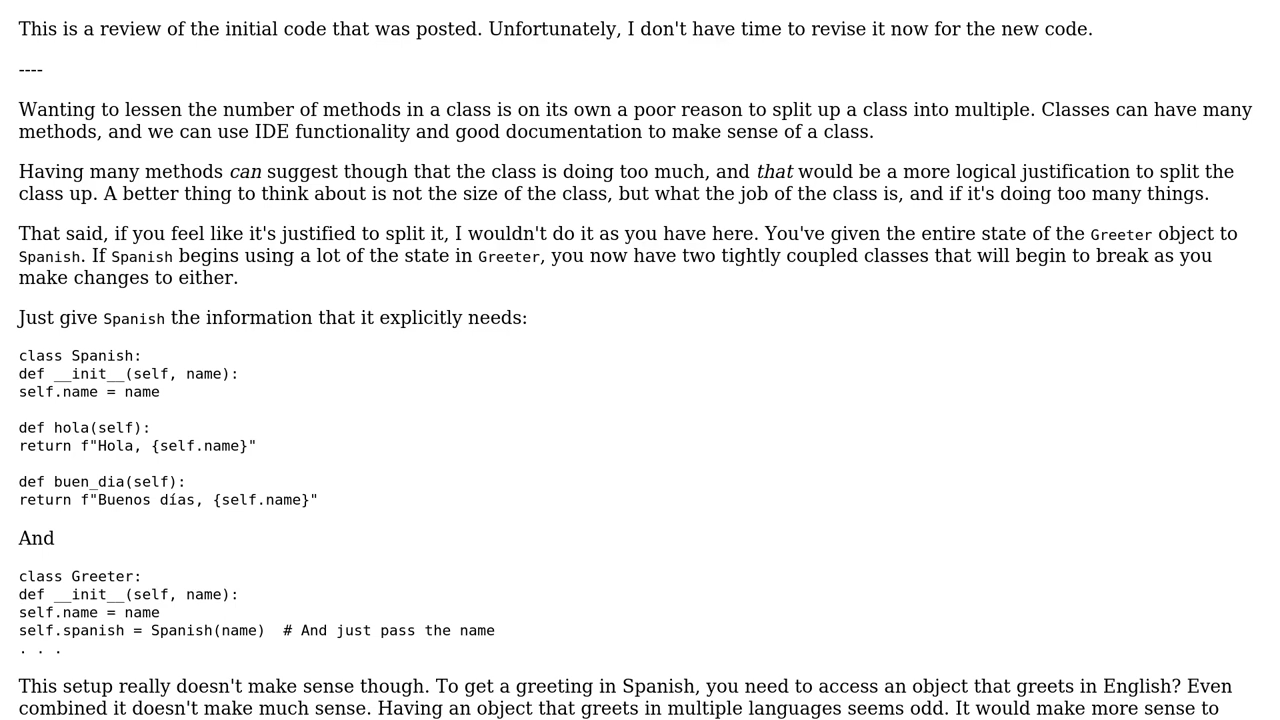 This is a review of the initial code that was posted. Unfortunately, I don't have time to revise it now for the new code.
----
Wanting to lessen the number of methods in a class is on its own a poor reason to split up a class into multiple. Classes can have many
methods, and we can use IDE functionality and good documentation to make sense of a class.
Having many methods can suggest though that the class is doing too much, and that would be a more logical justification to split the
class up. A better thing to think about is not the size of the class, but what the job of the class is, and if it's doing too many things.
That said, if you feel like it's justified to split it, I wouldn't do it as you have here. You've given the entire state of the Greeter object to
Spanish. If Spanish begins using a lot of the state in Greeter, you now have two tightly coupled classes that will begin to break as you
make changes to either.
Just give Spanish the information that it explicitly needs:
class Spanish:
def __init__(self, name):
self.name = name
def hola(self):
return f"Hola, {self.name}"
def buen_dia(self):
return f"Buenos días, {self.name}"
And
class Greeter:
def __init__(self, name):
self.name = name
self.spanish = Spanish(name)  # And just pass the name
. . .
This setup really doesn't make sense though. To get a greeting in Spanish, you need to access an object that greets in English? Even
combined it doesn't make much sense. Having an object that greets in multiple languages seems odd. It would make more sense to